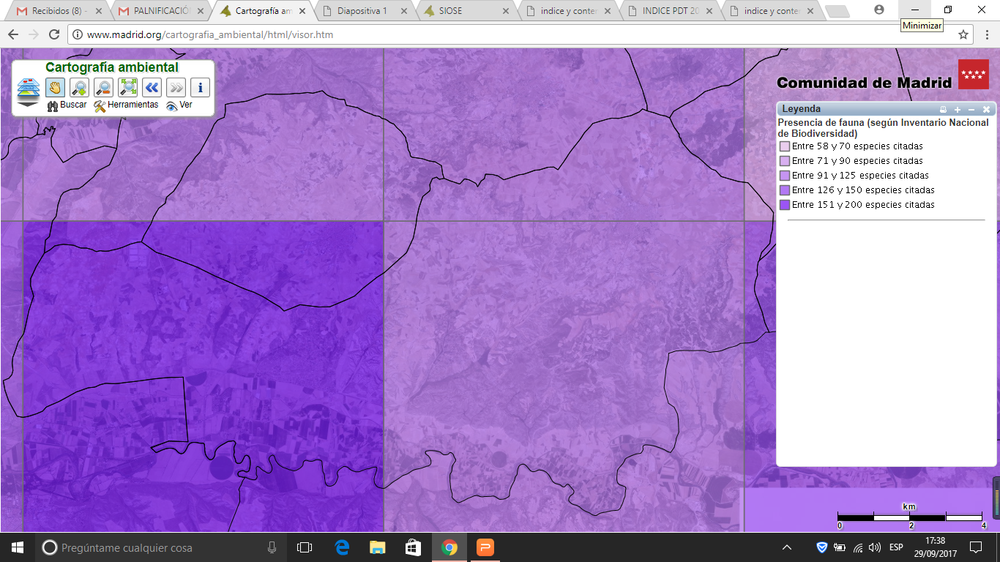 Recibidos (8) -
PALNIFICACIÓ
Cartografía am
Diapositiva 1
SIOSE
indice y conter
INDICE PDT 20
indice y conter
Minimizar
www.madrid.org/cartografia_ambiental/html/visor.htm
Cartografía ambiental
Buscar Herramientas Ver
Comunidad de Madrid
Leyenda
Presencia de fauna (según Inventario Nacional
de Biodiversidad)
Entre 58 y 70 especies citadas
Entre 71 y 90 especies citadas
Entre 91 y 125 especies citadas
Entre 126 y 150 especies citadas
Entre 151 y 200 especies citadas
km
0 2 4
Pregúntame cualquier cosa
ESP
17:38
29/09/2017